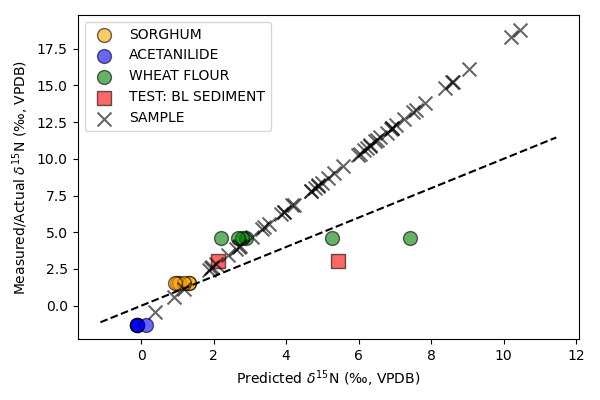 SORGHUM
ACETANILIDE
WHEAT FLOUR
TEST: BL SEDIMENT
SAMPLE
17.5
15.0
12.5
10.0
7.5
5.0
2.5
0.0
Measured/Actual δ¹⁵N (‰, VPDB)
0 2 4 6 8 10 12
Predicted δ¹⁵N (‰, VPDB)